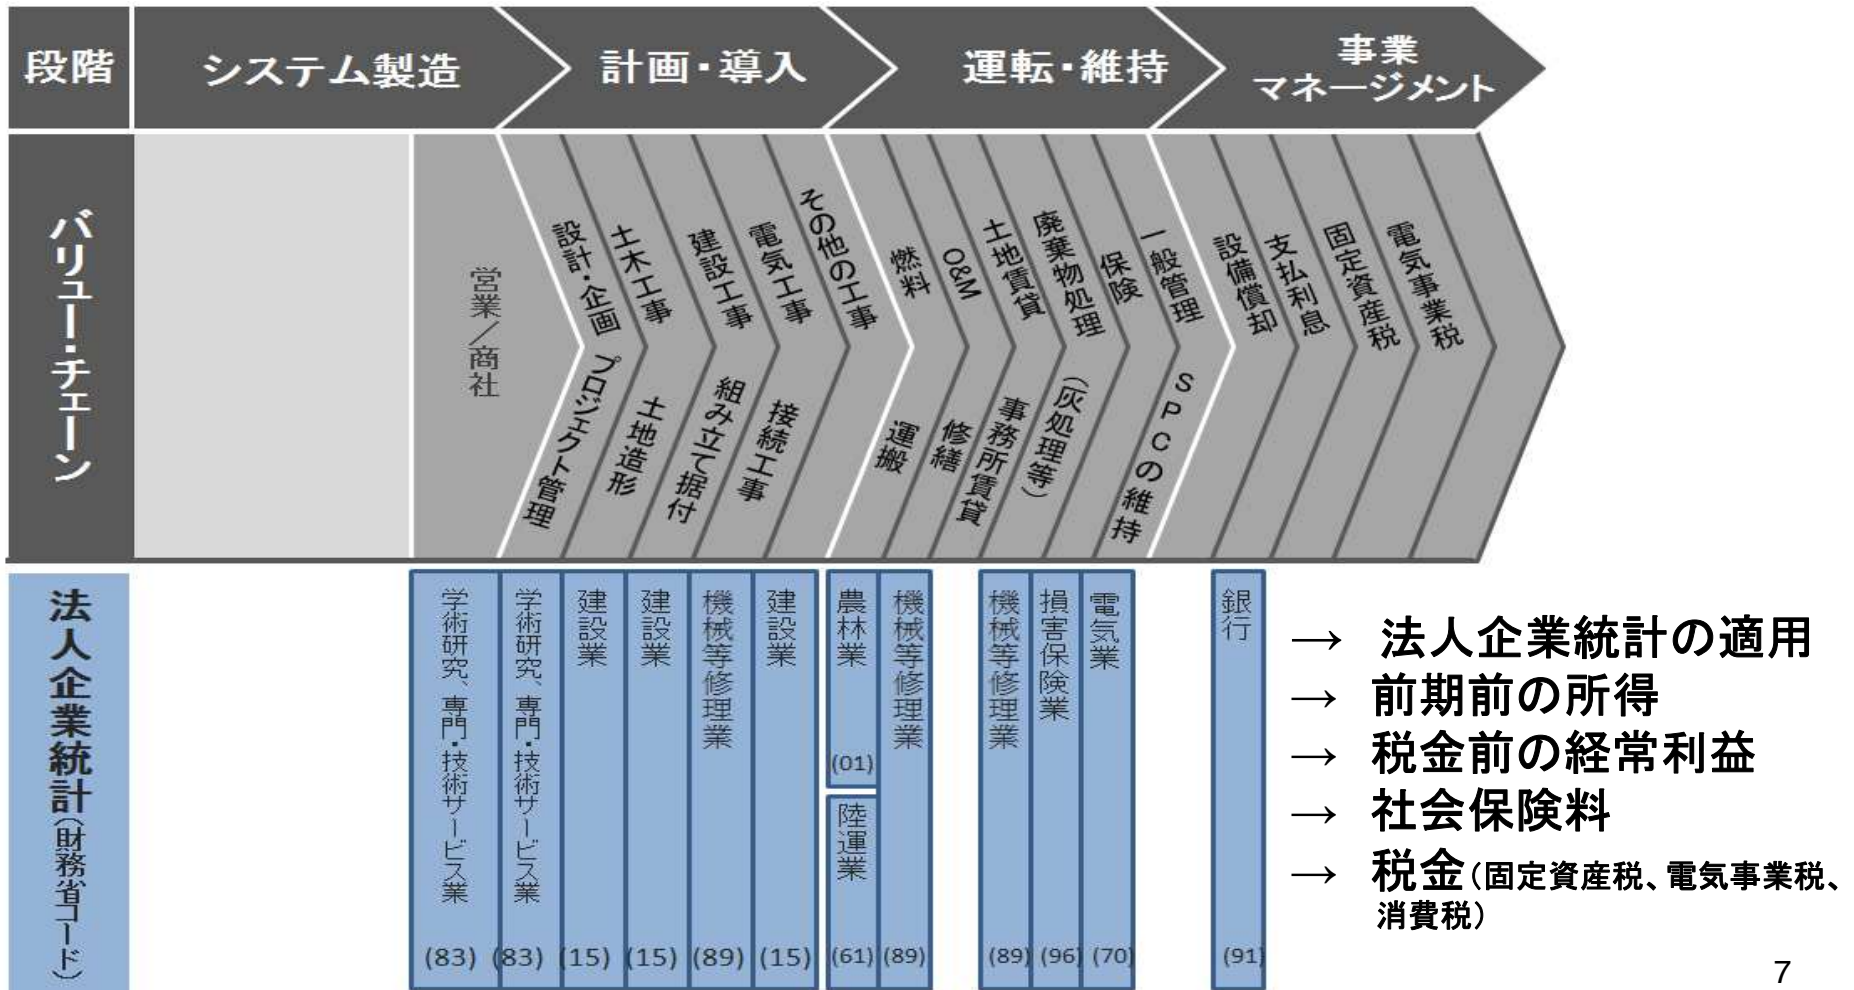 段階
システム製造
計画・導入
運転・維持
事業
マネージメント
バリュー・チェーン
営業／商社
設計・企画
プロジェクト管理
土木工事
土地造形
建設工事
組み立て据付
電気工事
接続工事
その他の工事
燃料
運搬
O&M
修繕
土地賃貸
事務所賃貸
廃棄物処理
（灰処理等）
保険
一般管理
SPCの維持
設備償却
支払利息
固定資産税
電気事業税
法人企業統計（財務省コード）
学術研究、専門・技術サービス業
(83)
学術研究、専門・技術サービス業
(83)
建設業
(15)
建設業
(15)
機械等修理業
(89)
建設業
(15)
農林業
(01)
陸運業
(61)
機械等修理業
(89)
機械等修理業
(89)
損害保険業
(96)
電気業
(70)
銀行
(91)
→ 法人企業統計の適用
→ 前期前の所得
→ 税金前の経常利益
→ 社会保険料
→ 税金（固定資産税、電気事業税、
消費税）
7